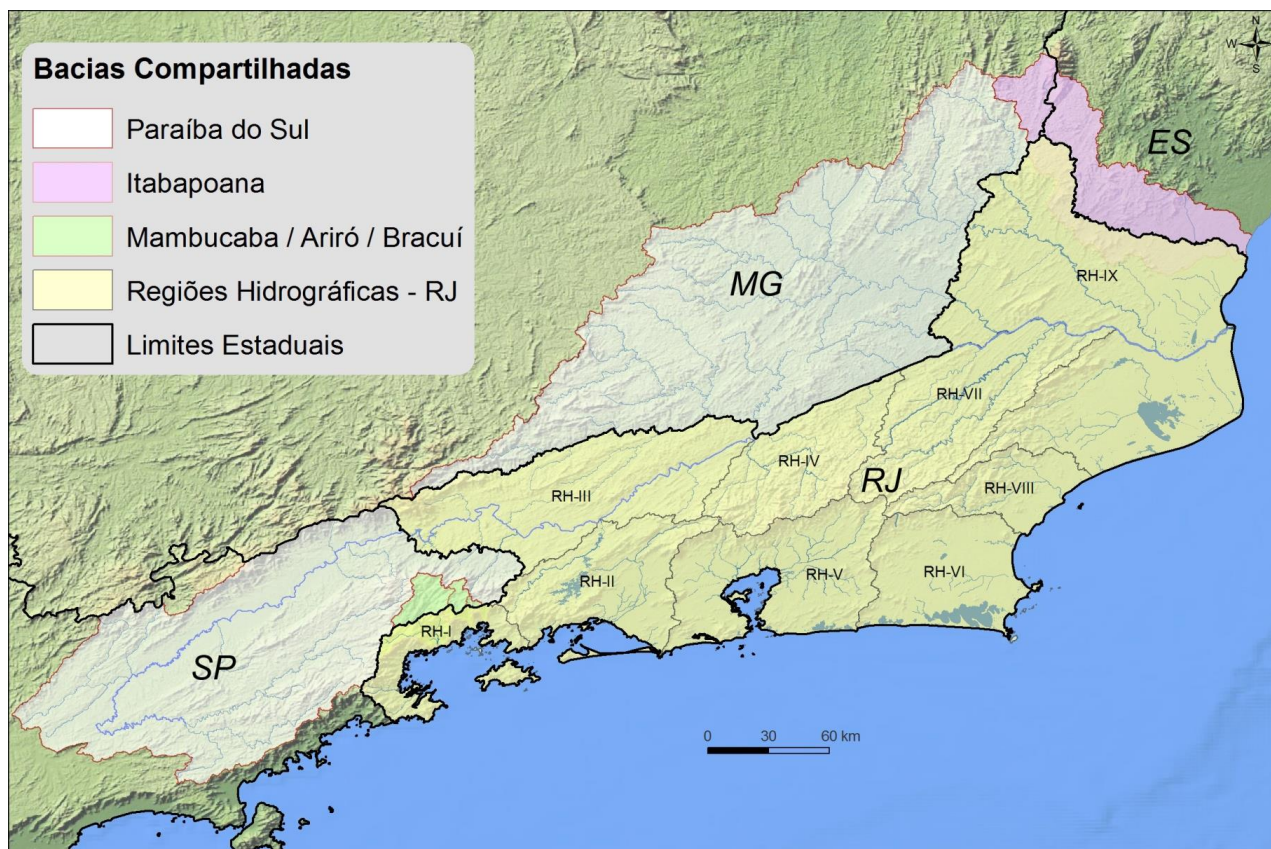 Bacias Compartilhadas
Paraíba do Sul
Itabapoana
Mambucaba / Ariró / Bracuí
Regiões Hidrográficas - RJ
Limites Estaduais
N
W
E
S
ES
MG
RH-IX
RH-VII
RH-IV
RJ
RH-VIII
RH-III
RH-II
RH-V
RH-VI
RH-I
SP
0 30 60 km